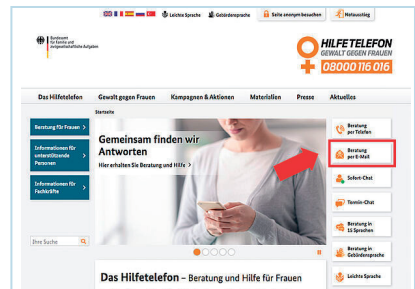 Leichte Sprache Gebärdensprache Seite anonym besuchen Notausstieg
Bundesamt
für Familie und
zivilgesellschaftliche Aufgaben
HILFETELEFON
GEWALT GEGEN FRAUEN
08000 116 016
Das Hilfetelefon Gewalt gegen Frauen Kampagnen & Aktionen Materialien Presse Aktuelles
Startseite
Beratung für Frauen
Informationen für
unterstützende
Personen
Informationen für
Fachkräfte
Ihre Suche
Gemeinsam finden wir
Antworten
Hier erhalten Sie Beratung und Hilfe
Beratung
per Telefon
Beratung
per E-Mail
Sofort-Chat
Termin-Chat
Beratung in
15 Sprachen
Beratung in
Gebärdensprache
Leichte Sprache
Das Hilfetelefon – Beratung und Hilfe für Frauen